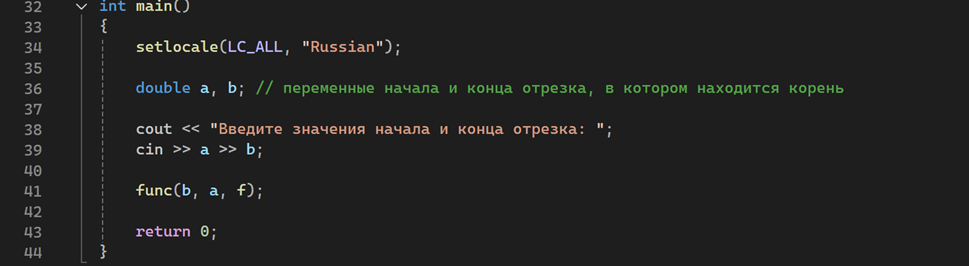 32 int main()
33 {
34 setlocale(LC_ALL, "Russian");
35
36 double a, b; // переменные начала и конца отрезка, в котором находится корень
37
38 cout << "Введите значения начала и конца отрезка: ";
39 cin >> a >> b;
40
41 func(b, a, f);
42
43 return 0;
44 }